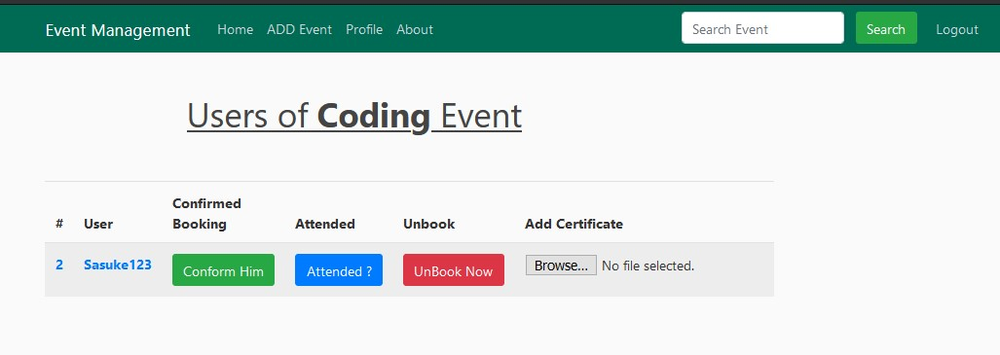 Event Management Home ADD Event Profile About Search Event Search Logout
Users of Coding Event
Confirmed
# User Booking Attended Unbook Add Certificate
2 Sasuke123 Conform Him Attended ? UnBook Now Browse... No file selected.